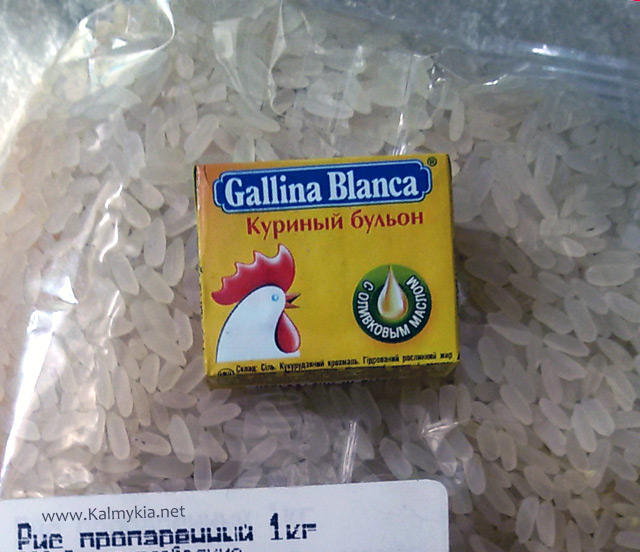 Gallina Blanca®
Куриный бульон
С ОЛИВКОВЫМ МАСЛОМ
Склад: Сіль. Кукурудзяний крохмаль. Гідрований рослинний жир
www.Kalmykia.net
Рис пропаренный 1кг